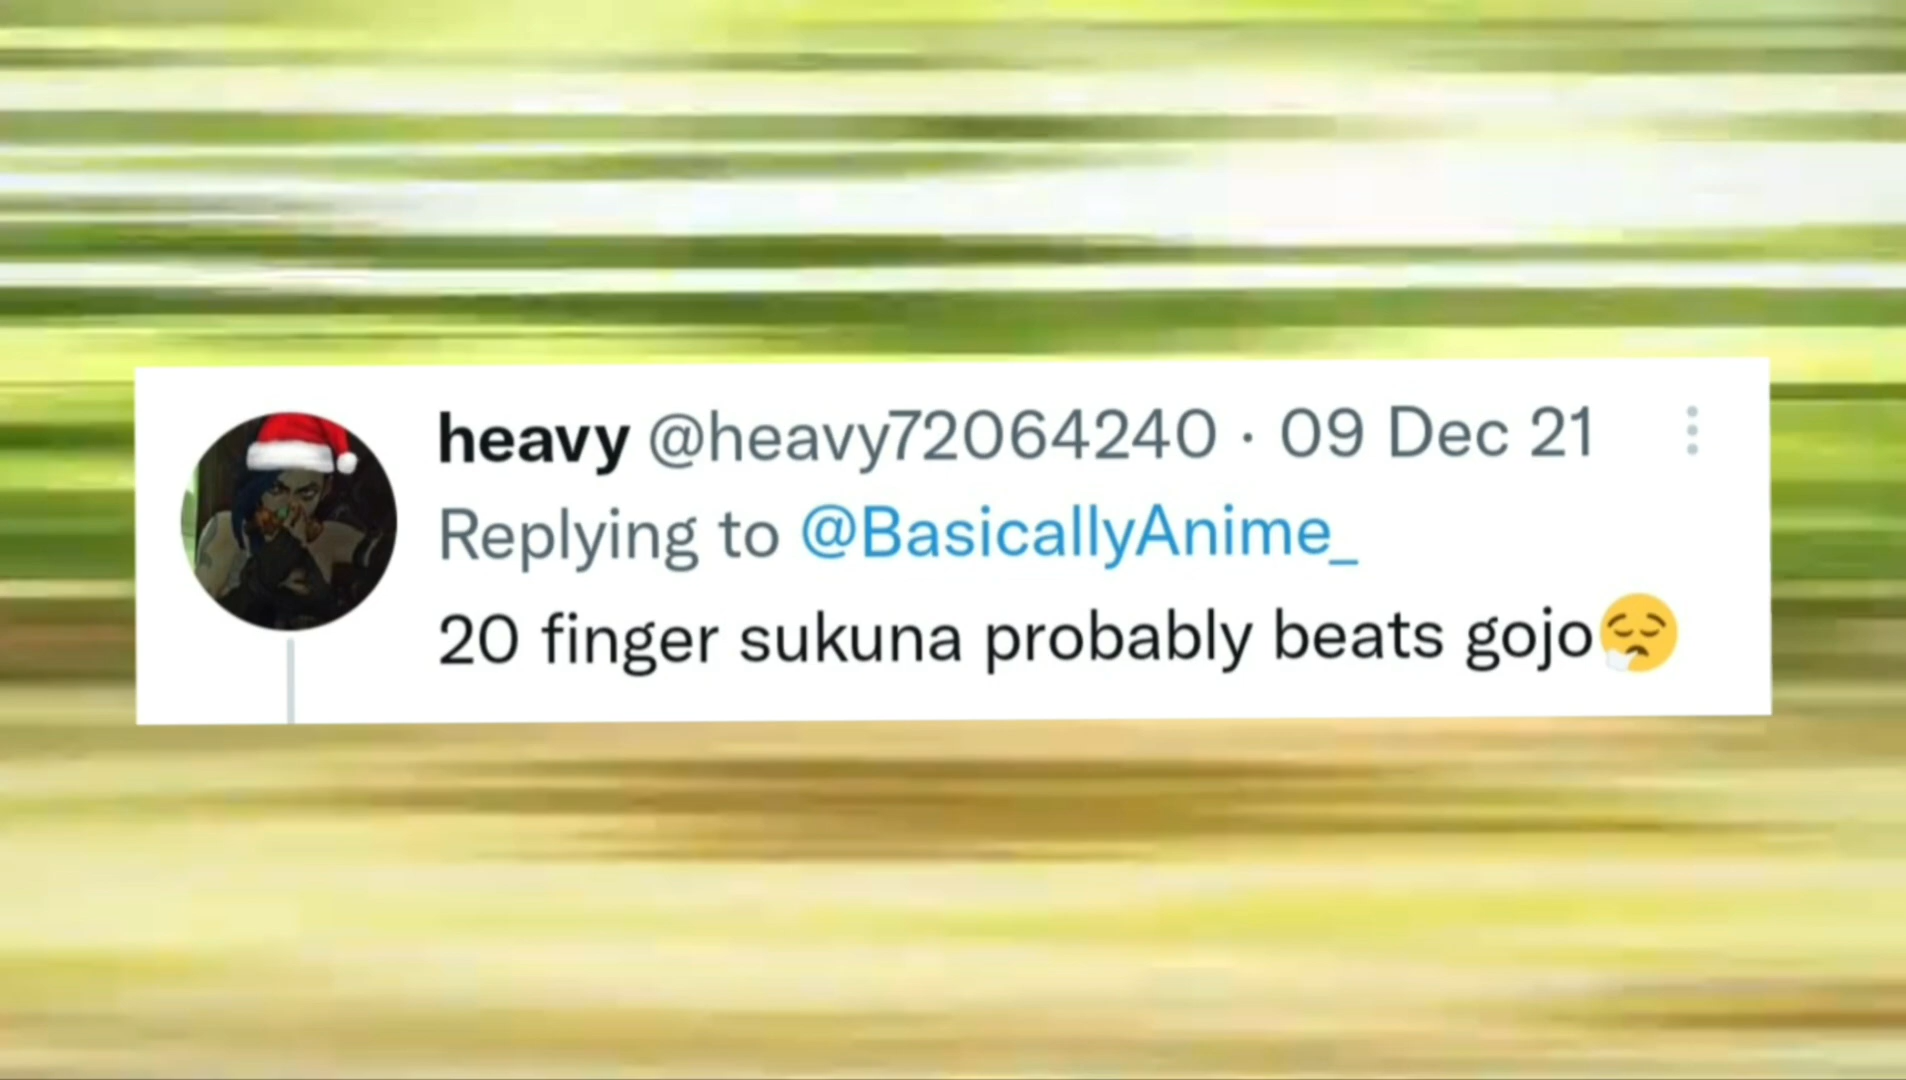 heavy @heavy72064240 · 09 Dec 21
Replying to @BasicallyAnime_
20 finger sukuna probably beats gojo😮‍💨